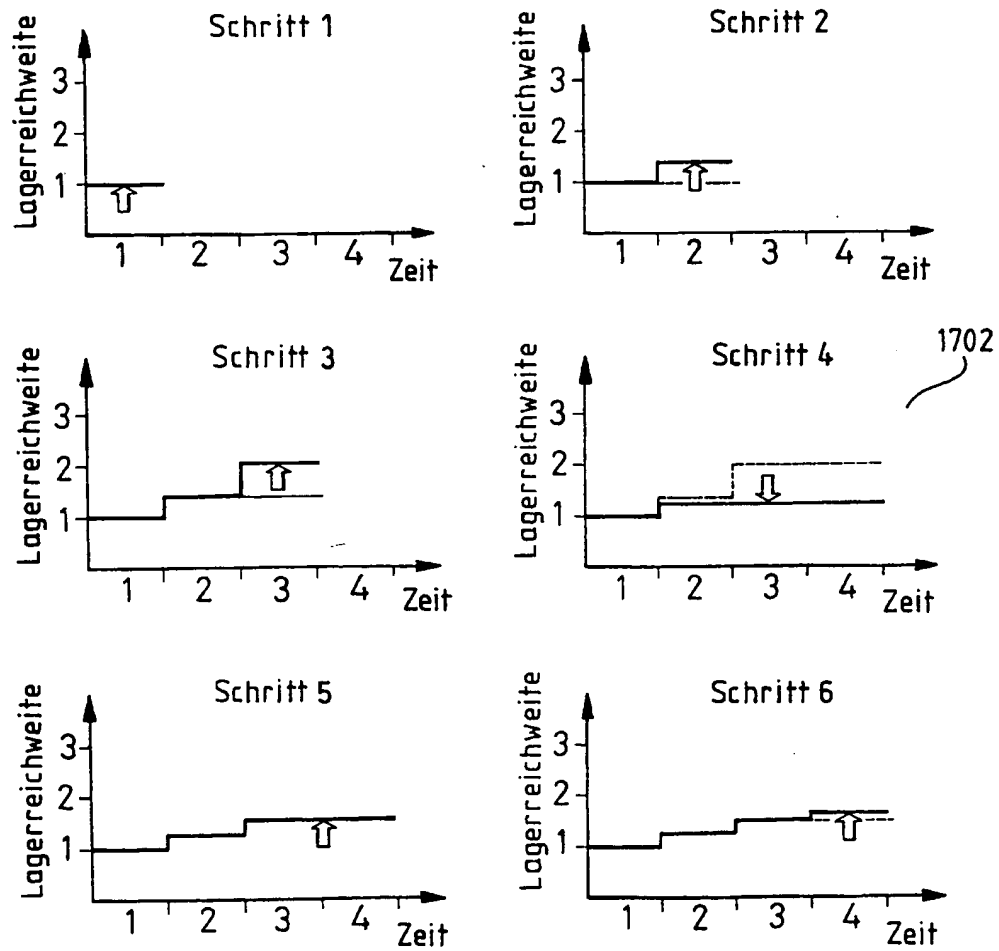 Schritt 1
Lagerreichweite
3
2
1
1 2 3 4
Zeit
Schritt 2
Lagerreichweite
3
2
1
1 2 3 4
Zeit
Schritt 3
Lagerreichweite
3
2
1
1 2 3 4
Zeit
Schritt 4
1702
Lagerreichweite
3
2
1
1 2 3 4
Zeit
Schritt 5
Lagerreichweite
3
2
1
1 2 3 4
Zeit
Schritt 6
Lagerreichweite
3
2
1
1 2 3 4
Zeit